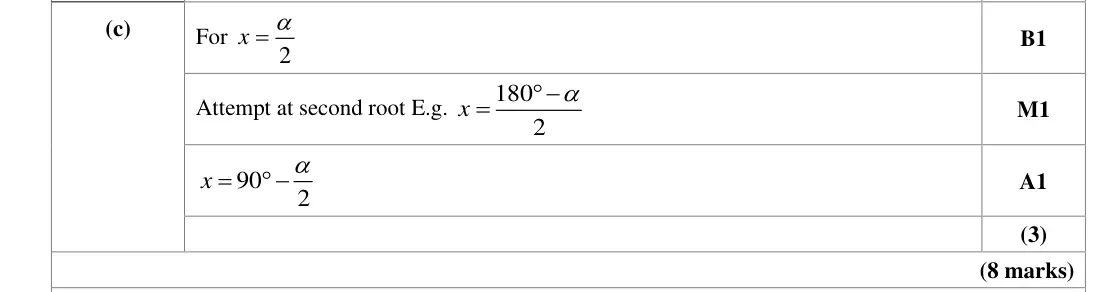 (c) For x = α/2 B1
Attempt at second root E.g. x = (180° − α)/2 M1
x = 90° − α/2 A1
(3)
(8 marks)